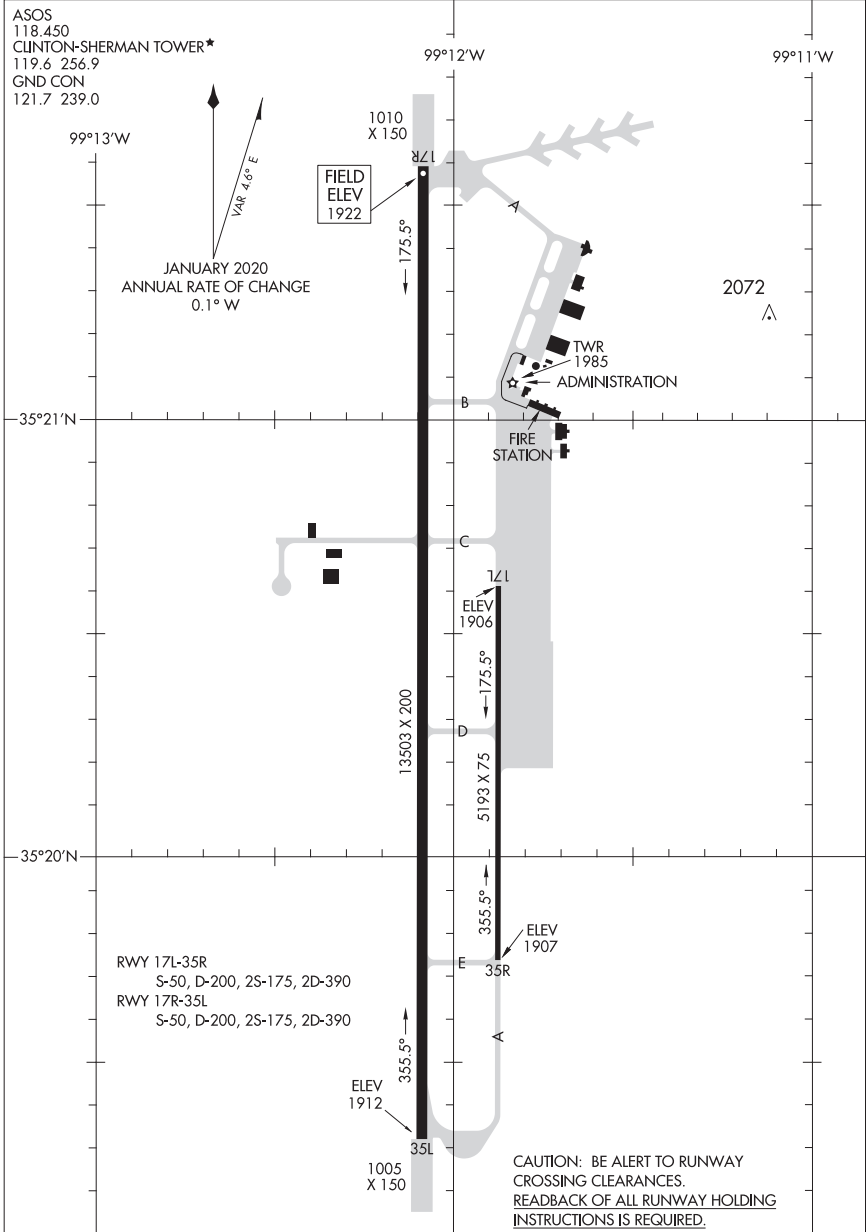 ASOS
118.450
CLINTON-SHERMAN TOWER★
119.6 256.9
GND CON
121.7 239.0
99°13'W
99°12'W
99°11'W
VAR 4.6° E
JANUARY 2020
ANNUAL RATE OF CHANGE
0.1° W
1010
X 150
17R
FIELD
ELEV
1922
175.5°
A
2072
TWR
1985
ADMINISTRATION
B
35°21'N
FIRE
STATION
C
17L
ELEV
1906
175.5°
13503 X 200
D
5193 X 75
35°20'N
355.5°
ELEV
1907
E
35R
RWY 17L-35R
S-50, D-200, 2S-175, 2D-390
RWY 17R-35L
S-50, D-200, 2S-175, 2D-390
A
355.5°
ELEV
1912
35L
1005
X 150
CAUTION: BE ALERT TO RUNWAY
CROSSING CLEARANCES.
READBACK OF ALL RUNWAY HOLDING
INSTRUCTIONS IS REQUIRED.